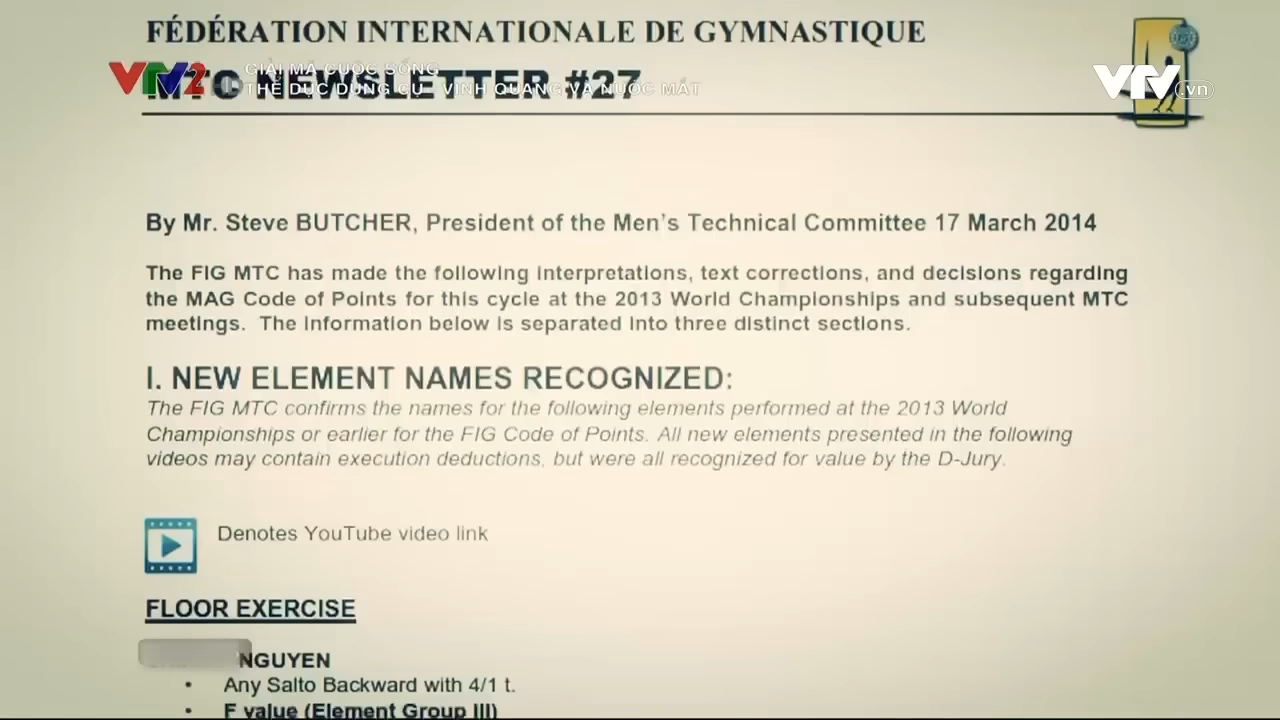 FÉDÉRATION INTERNATIONALE DE GYMNASTIQUE
VTV2
GIẢI MÃ CUỘC SỐNG
MTC NEWSLETTER #27
THỂ DỤC DỤNG CỤ - VINH QUANG VÀ NƯỚC MẮT
VTV.vn
By Mr. Steve BUTCHER, President of the Men's Technical Committee 17 March 2014
The FIG MTC has made the following interpretations, text corrections, and decisions regarding
the MAG Code of Points for this cycle at the 2013 World Championships and subsequent MTC
meetings. The information below is separated into three distinct sections.
I. NEW ELEMENT NAMES RECOGNIZED:
The FIG MTC confirms the names for the following elements performed at the 2013 World
Championships or earlier for the FIG Code of Points. All new elements presented in the following
videos may contain execution deductions, but were all recognized for value by the D-Jury.
Denotes YouTube video link
FLOOR EXERCISE
NGUYEN
• Any Salto Backward with 4/1 t.
• F value (Element Group III)